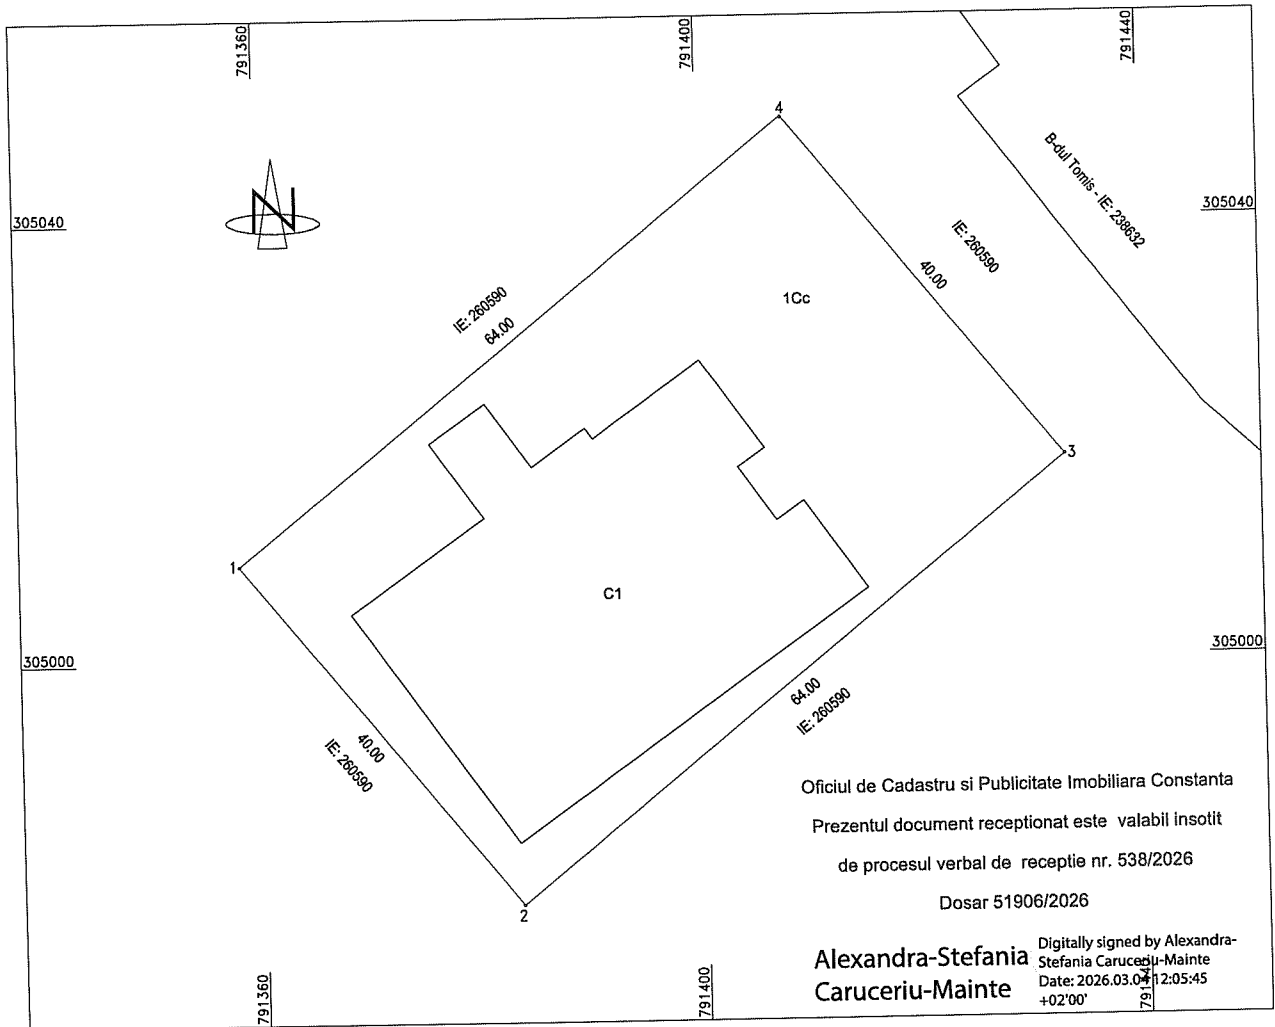 791360
791400
791440
4
N
305040
305040
B-dul Tomis - IE: 238632
IE: 260590
40.00
1Cc
IE: 260590
64.00
3
1
C1
305000
305000
64.00
IE: 260590
40.00
IE: 260590
2
Oficiul de Cadastru si Publicitate Imobiliara Constanta
Prezentul document receptionat este valabil insotit
de procesul verbal de receptie nr. 538/2026
Dosar 51906/2026
Alexandra-Stefania
Caruceriu-Mainte
Digitally signed by Alexandra-
Stefania Caruceriu-Mainte
Date: 2026.03.04 12:05:45
+02'00'
791360
791400
791440